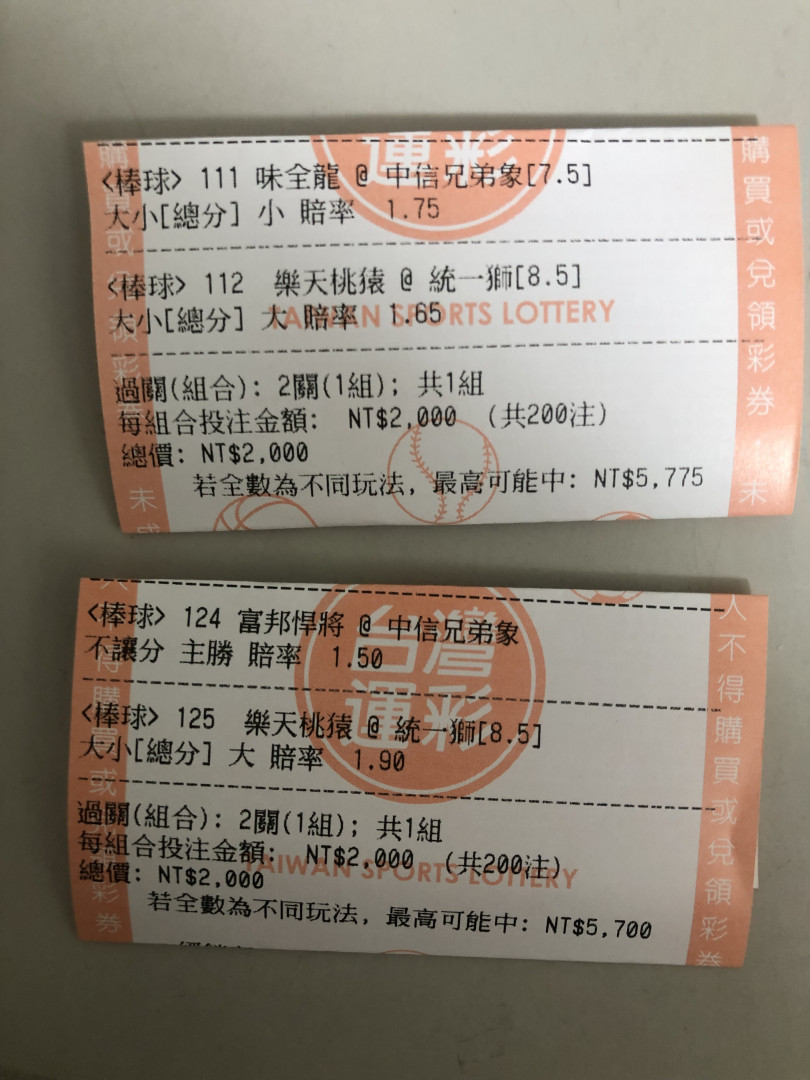 運彩
<棒球> 111 味全龍 @ 中信兄弟象[7.5]
大小[總分] 小 賠率 1.75
<棒球> 112 樂天桃猿 @ 統一獅[8.5]
大小[總分] 大 賠率 1.65
TAIWAN SPORTS LOTTERY
過關(組合): 2關(1組); 共1組
每組合投注金額: NT$2,000 (共200注)
總價: NT$2,000
若全數為不同玩法, 最高可能中: NT$5,775
購買或兌領彩券
未
台灣
運彩
<棒球> 124 富邦悍將 @ 中信兄弟象
不讓分 主勝 賠率 1.50
<棒球> 125 樂天桃猿 @ 統一獅[8.5]
大小[總分] 大 賠率 1.90
過關(組合): 2關(1組); 共1組
每組合投注金額: NT$2,000 (共200注)
TAIWAN SPORTS LOTTERY
總價: NT$2,000
若全數為不同玩法, 最高可能中: NT$5,700
人不得購買或兌領彩券